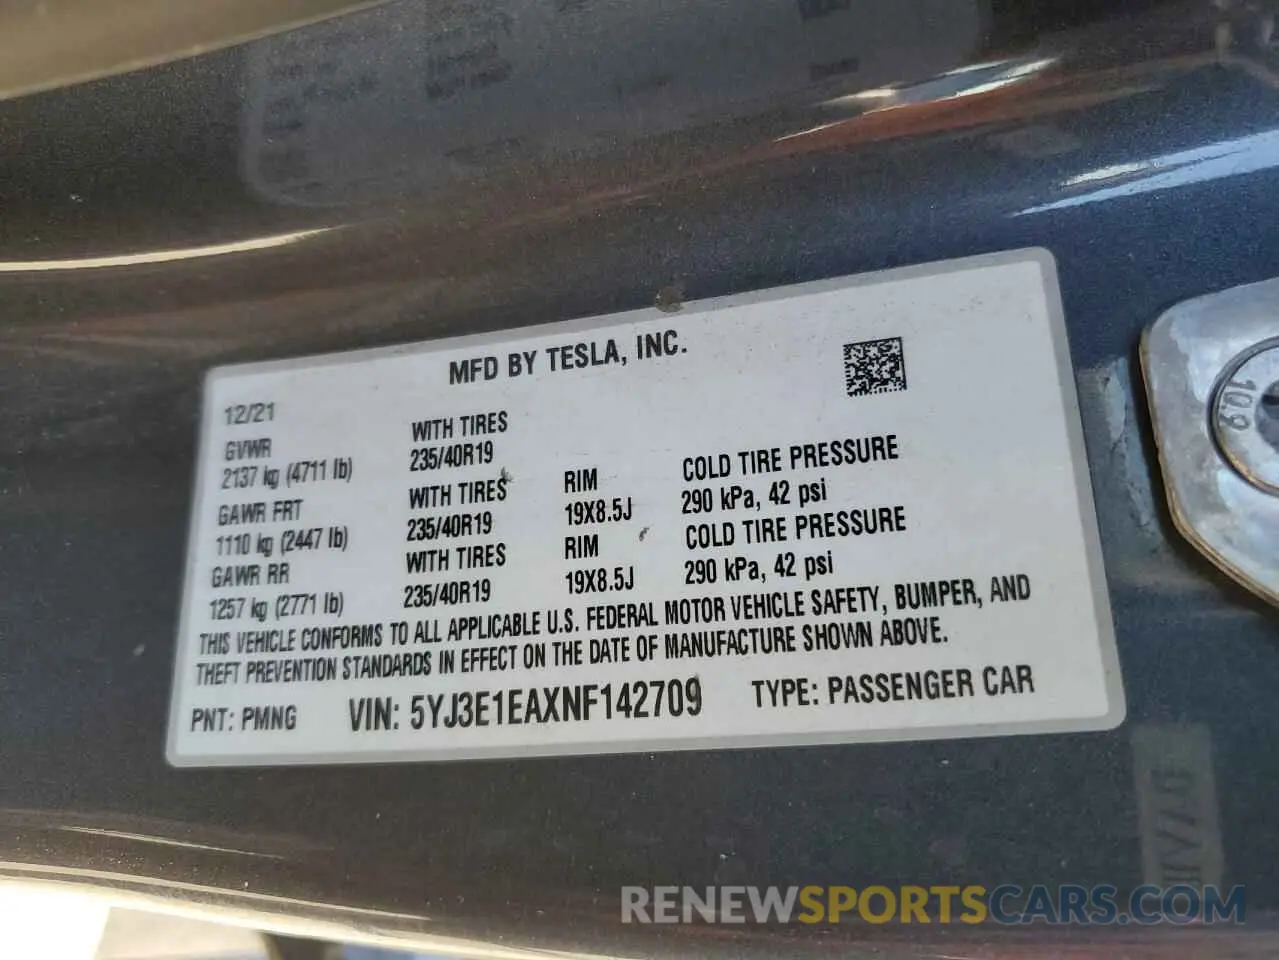 MFD BY TESLA, INC.
12/21
GVWR
2137 kg (4711 lb)
WITH TIRES
235/40R19
GAWR FRT
1110 kg (2447 lb)
WITH TIRES
235/40R19
RIM
19X8.5J
COLD TIRE PRESSURE
290 kPa, 42 psi
GAWR RR
1257 kg (2771 lb)
WITH TIRES
235/40R19
RIM
19X8.5J
COLD TIRE PRESSURE
290 kPa, 42 psi
THIS VEHICLE CONFORMS TO ALL APPLICABLE U.S. FEDERAL MOTOR VEHICLE SAFETY, BUMPER, AND
THEFT PREVENTION STANDARDS IN EFFECT ON THE DATE OF MANUFACTURE SHOWN ABOVE.
PNT: PMNG VIN: 5YJ3E1EAXNF142709 TYPE: PASSENGER CAR
10.9
RENEWSPORTSCARS.COM